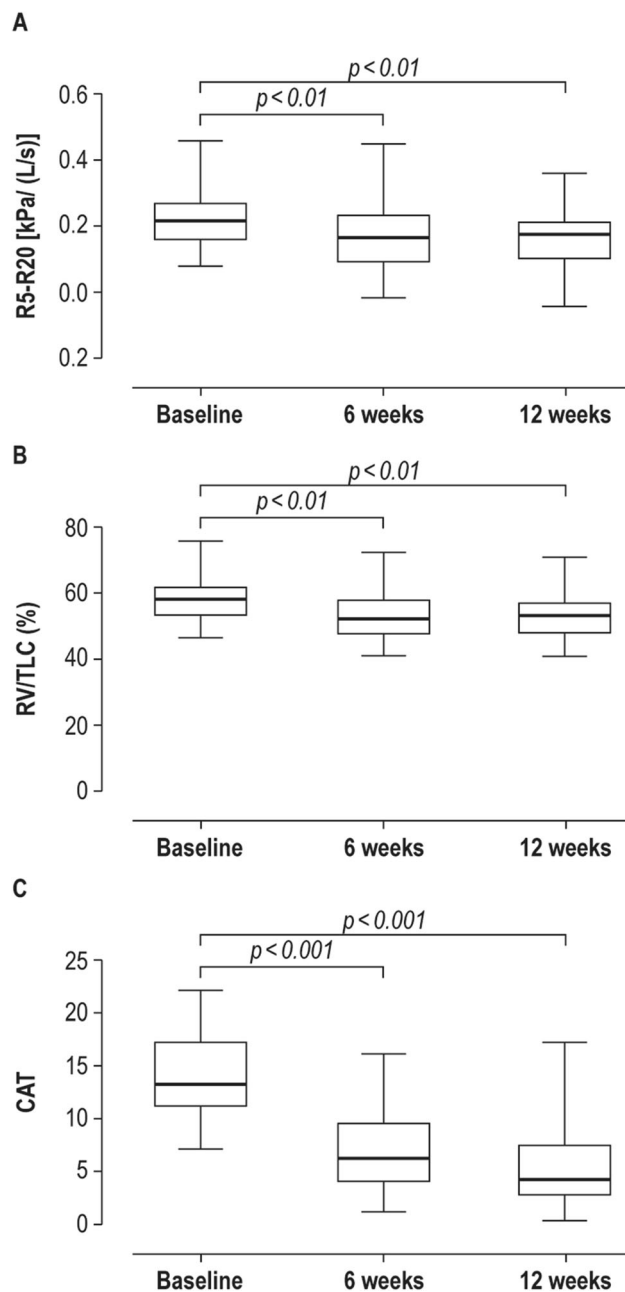 A
p < 0.01
p < 0.01
R5-R20 [kPa/ (L/s)]
0.6
0.4
0.2
0.0
0.2
Baseline
6 weeks
12 weeks
B
p < 0.01
p < 0.01
RV/TLC (%)
80
60
40
20
0
Baseline
6 weeks
12 weeks
C
p < 0.001
p < 0.001
CAT
25
20
15
10
5
0
Baseline
6 weeks
12 weeks